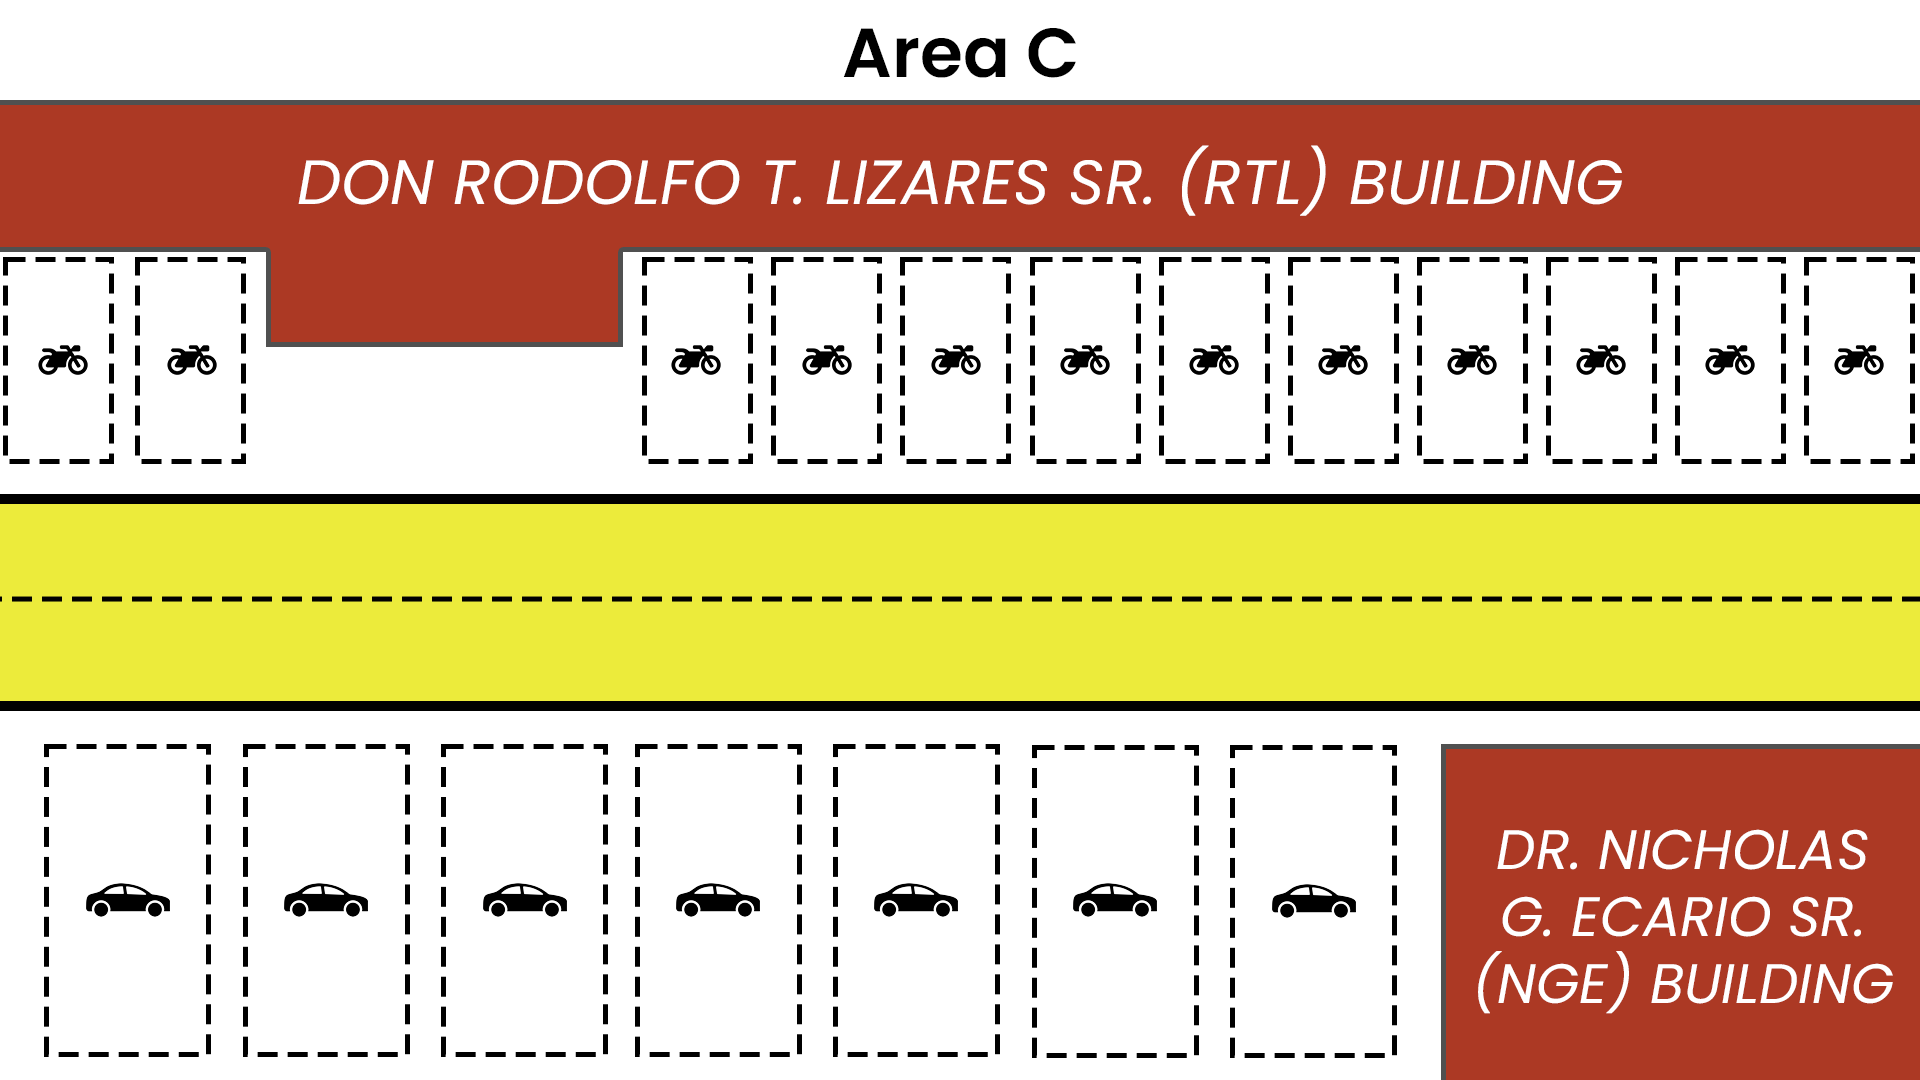 Area C
DON RODOLFO T. LIZARES SR. (RTL) BUILDING
DR. NICHOLAS
G. ECARIO SR.
(NGE) BUILDING